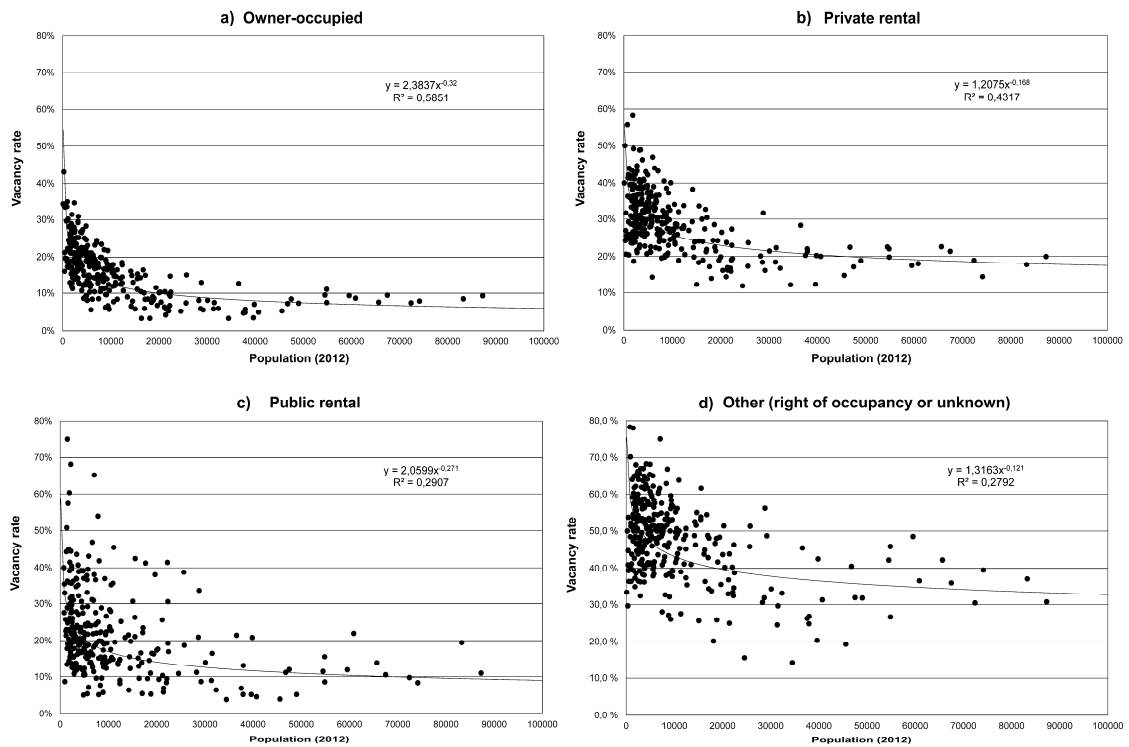 a) Owner-occupied
80%
70%
60%
50%
40%
30%
20%
10%
0%
Vacancy rate
y = 2,3837x-0,32
R² = 0,5851
0 10000 20000 30000 40000 50000 60000 70000 80000 90000 100000
Population (2012)
b) Private rental
80%
70%
60%
50%
40%
30%
20%
10%
0%
Vacancy rate
y = 1,2075x-0,168
R² = 0,4317
0 10000 20000 30000 40000 50000 60000 70000 80000 90000 100000
Population (2012)
c) Public rental
80%
70%
60%
50%
40%
30%
20%
10%
0%
Vacancy rate
y = 2,0599x-0,271
R² = 0,2907
0 10000 20000 30000 40000 50000 60000 70000 80000 90000 100000
Population (2012)
d) Other (right of occupancy or unknown)
80,0 %
70,0 %
60,0 %
50,0 %
40,0 %
30,0 %
20,0 %
10,0 %
0,0 %
Vacancy rate
y = 1,3163x-0,121
R² = 0,2792
0 10000 20000 30000 40000 50000 60000 70000 80000 90000 100000
Population (2012)